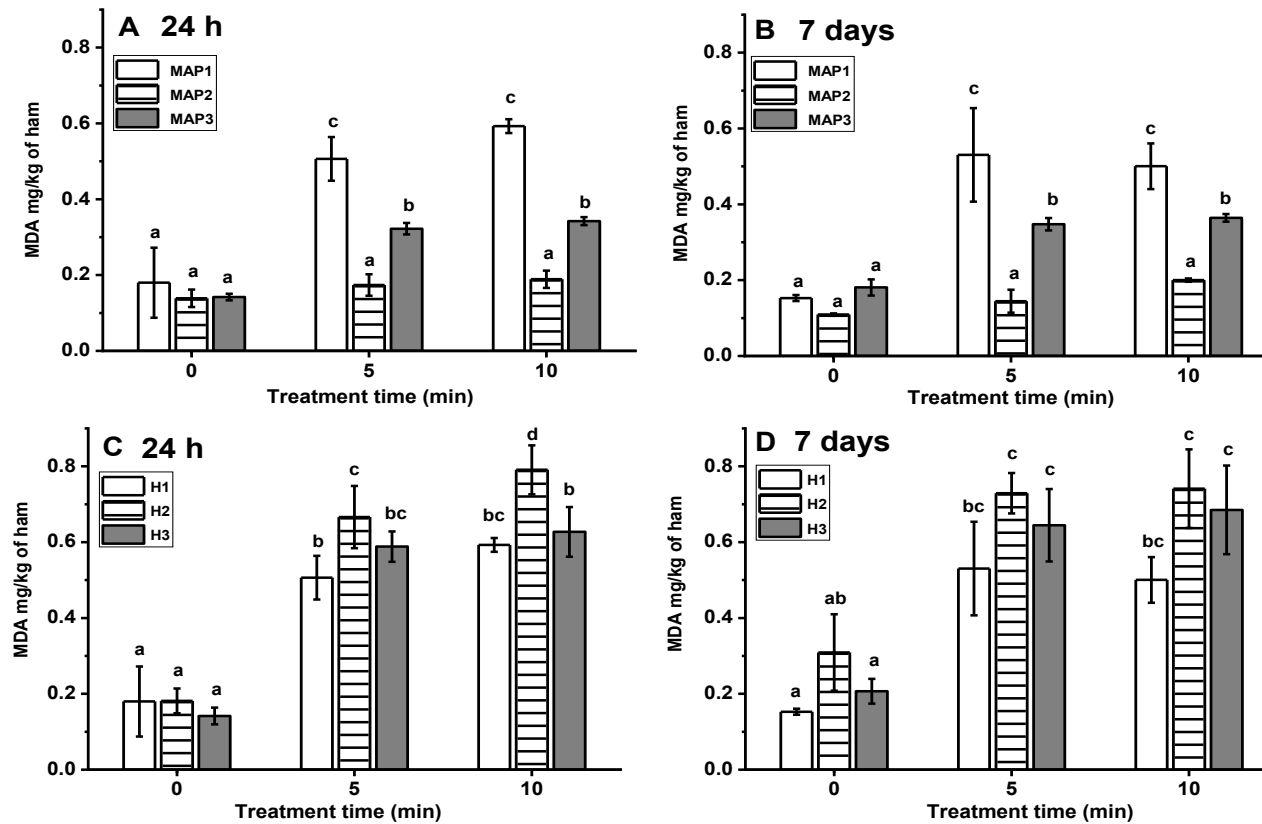 A 24 h
MAP1
MAP2
MAP3
MDA mg/kg of ham
0.8
0.6
0.4
0.2
0.0
a
a
a
c
a
b
c
a
b
0
5
10
Treatment time (min)
B 7 days
MAP1
MAP2
MAP3
MDA mg/kg of ham
0.8
0.6
0.4
0.2
0.0
a
a
a
c
a
b
c
a
b
0
5
10
Treatment time (min)
C 24 h
H1
H2
H3
MDA mg/kg of ham
0.8
0.6
0.4
0.2
0.0
a
a
a
b
c
bc
bc
d
b
0
5
10
Treatment time (min)
D 7 days
H1
H2
H3
MDA mg/kg of ham
0.8
0.6
0.4
0.2
0.0
a
ab
a
bc
c
c
bc
c
c
0
5
10
Treatment time (min)